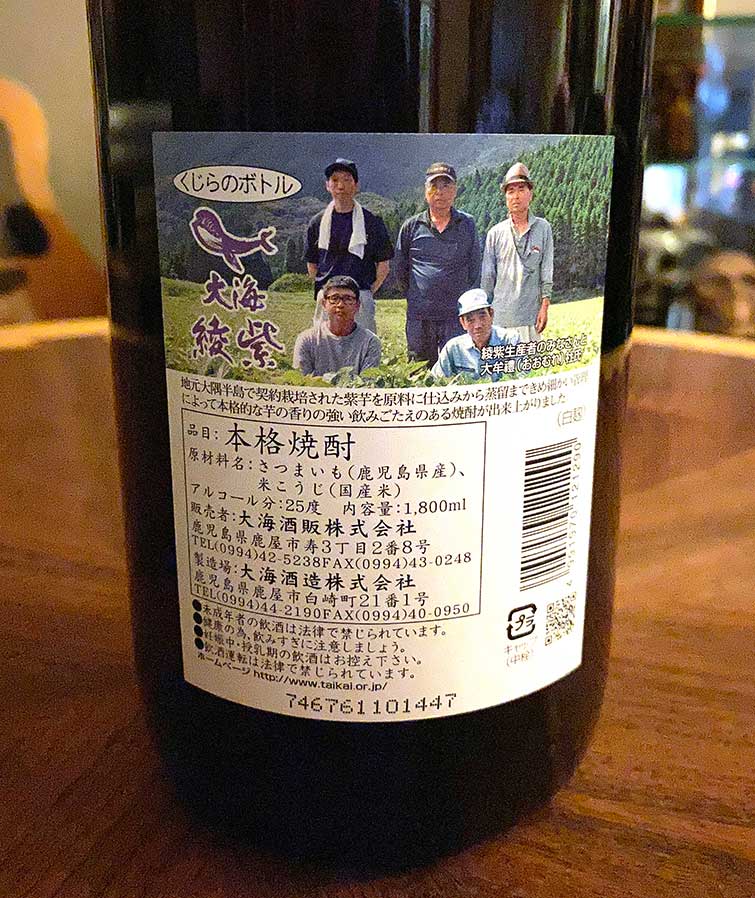 くじらのボトル
大海
綾紫
綾紫生産者のみなさんと
大牟禮(おおむれ)杜氏
地元大隅半島で契約栽培された紫芋を原料に仕込みから蒸留まできめ細かい管理
によって本格的な芋の香りの強い飲みごたえのある焼酎が出来上がりました
(白麹)
品目:本格焼酎
原材料名:さつまいも(鹿児島県産)、
米こうじ(国産米)
アルコール分:25度 内容量:1,800ml
販売者:大海酒販株式会社
鹿児島県鹿屋市寿3丁目2番8号
TEL(0994)42-5238FAX(0994)43-0248
製造場:大海酒造株式会社
鹿児島県鹿屋市白崎町21番1号
TEL(0994)44-2190FAX(0994)40-0950
●未成年者の飲酒は法律で禁じられています。
●健康の為、飲みすぎに注意しましょう。
●妊娠中・授乳期の飲酒はお控え下さい。
●飲酒運転は法律で禁じられています。
ホームページ http://www.taikai.or.jp/
プラ
キャップ
(中栓)
746761101447